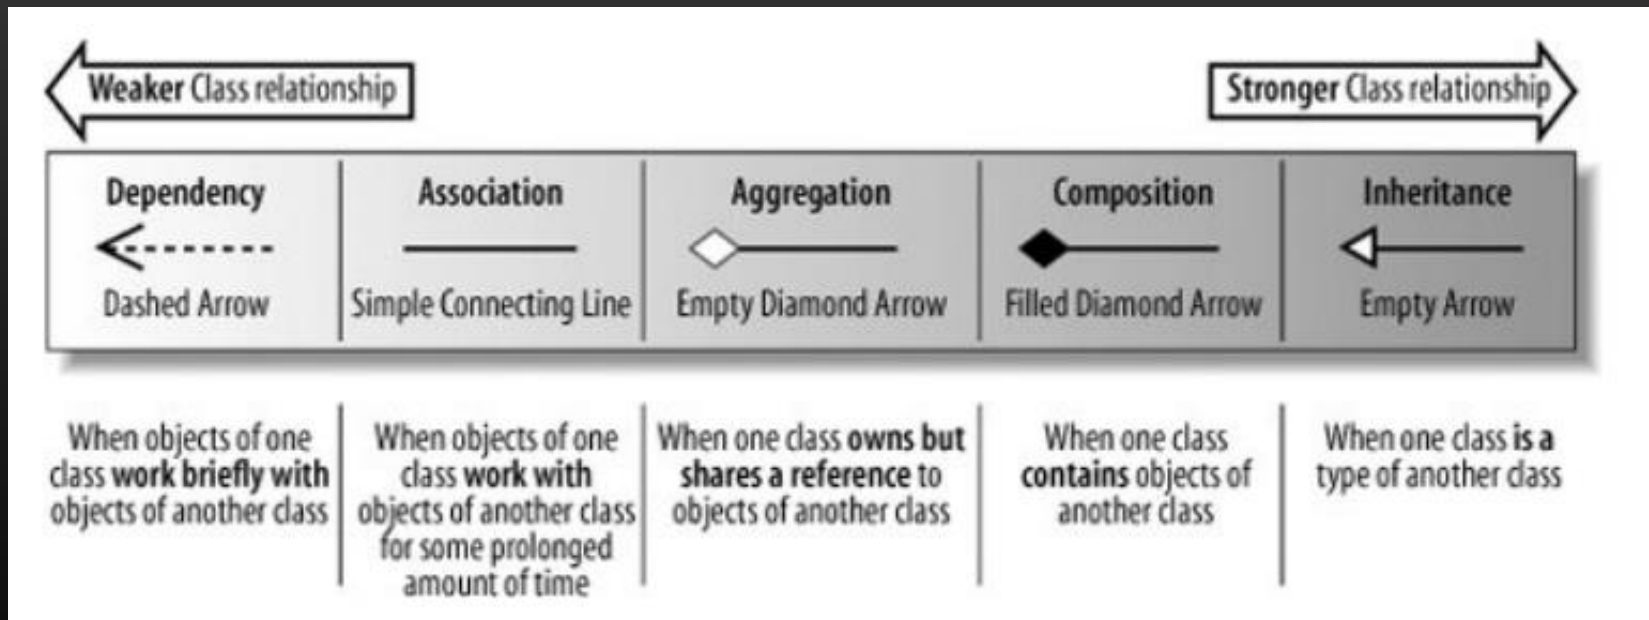 Weaker Class relationship
Stronger Class relationship
Dependency
Dashed Arrow
Association
Simple Connecting Line
Aggregation
Empty Diamond Arrow
Composition
Filled Diamond Arrow
Inheritance
Empty Arrow
When objects of one
class work briefly with
objects of another class
When objects of one
class work with
objects of another class
for some prolonged
amount of time
When one class owns but
shares a reference to
objects of another class
When one class
contains objects of
another class
When one class is a
type of another class